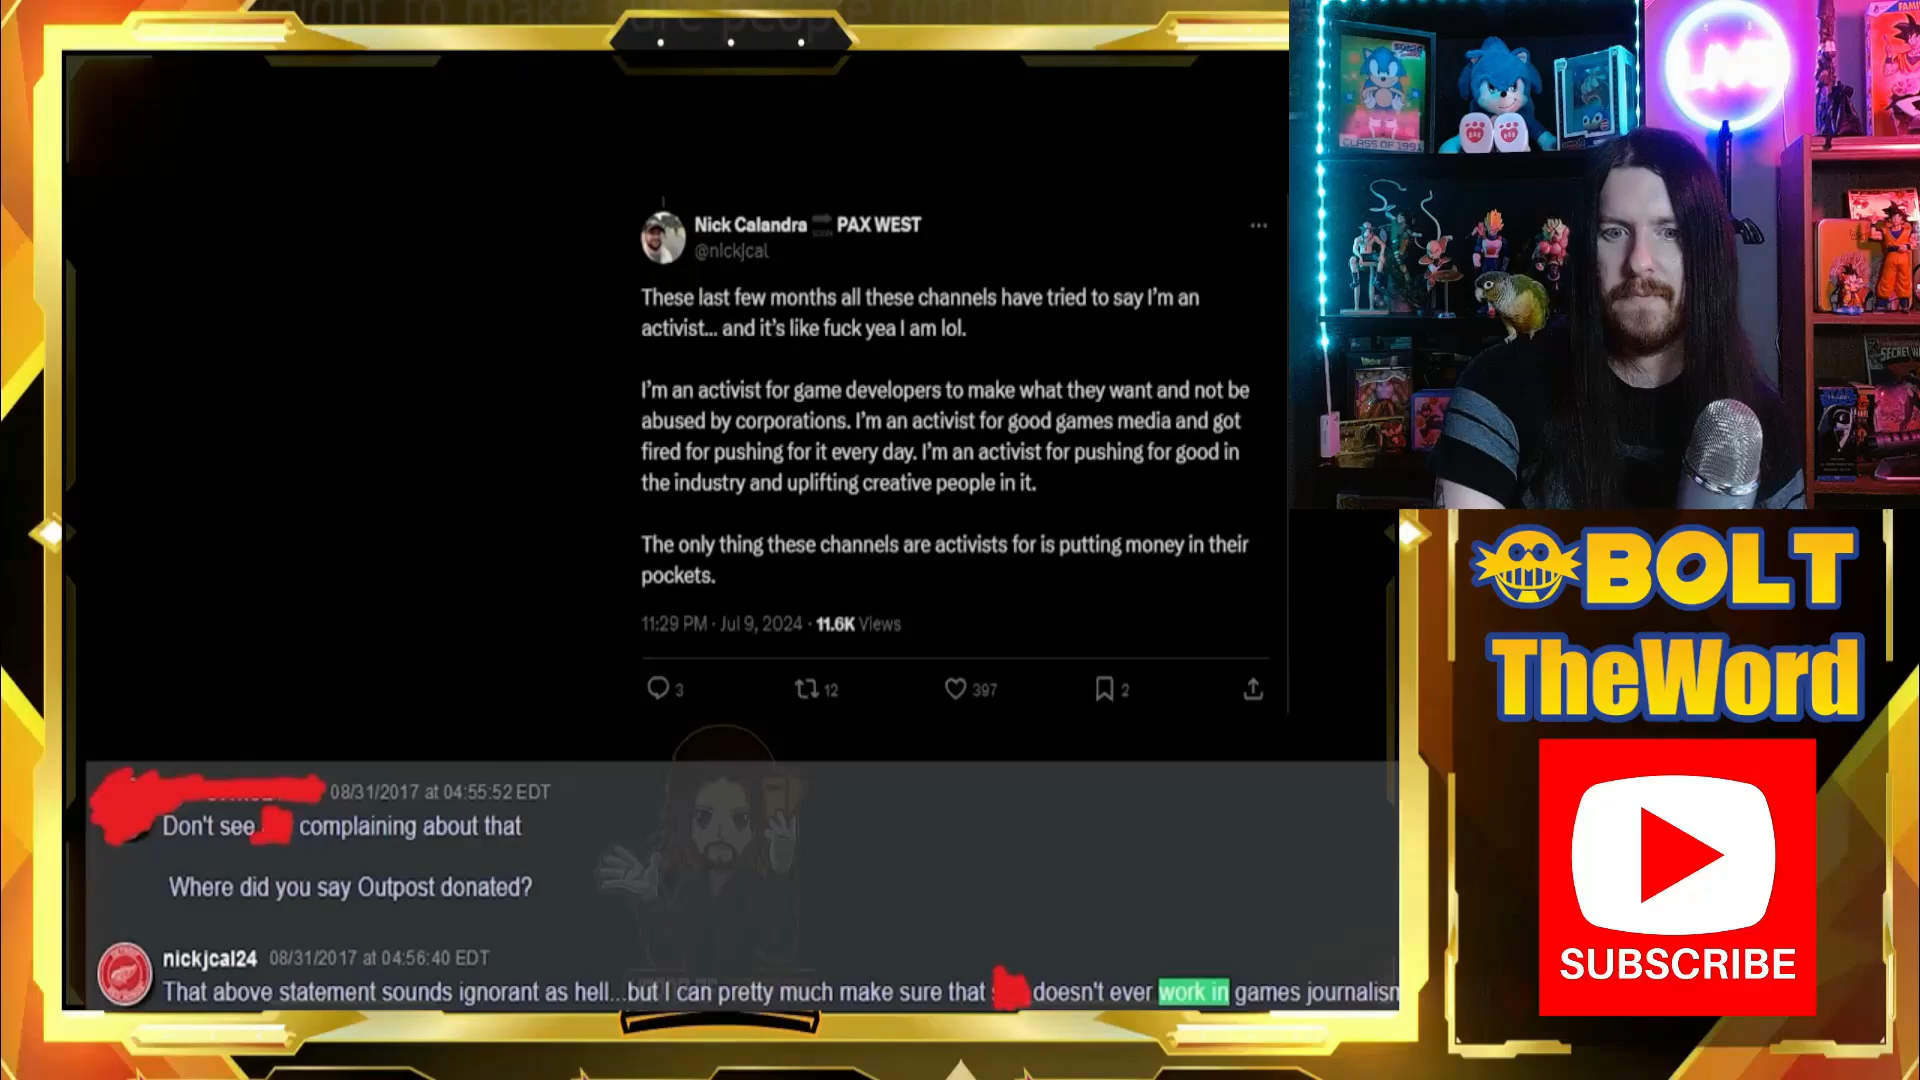 Nick Calandra SOON PAX WEST
@nickjcal
These last few months all these channels have tried to say I'm an
activist... and it's like fuck yea I am lol.
I'm an activist for game developers to make what they want and not be
abused by corporations. I'm an activist for good games media and got
fired for pushing for it every day. I'm an activist for pushing for good in
the industry and uplifting creative people in it.
The only thing these channels are activists for is putting money in their
pockets.
11:29 PM · Jul 9, 2024 · 11.6K Views
3
12
397
2
08/31/2017 at 04:55:52 EDT
Don't see complaining about that
Where did you say Outpost donated?
nickjcal24 08/31/2017 at 04:56:40 EDT
That above statement sounds ignorant as hell...but I can pretty much make sure that doesn't ever work in games journalism
CLASS OF 1991
SECRET
BOLT
TheWord
SUBSCRIBE